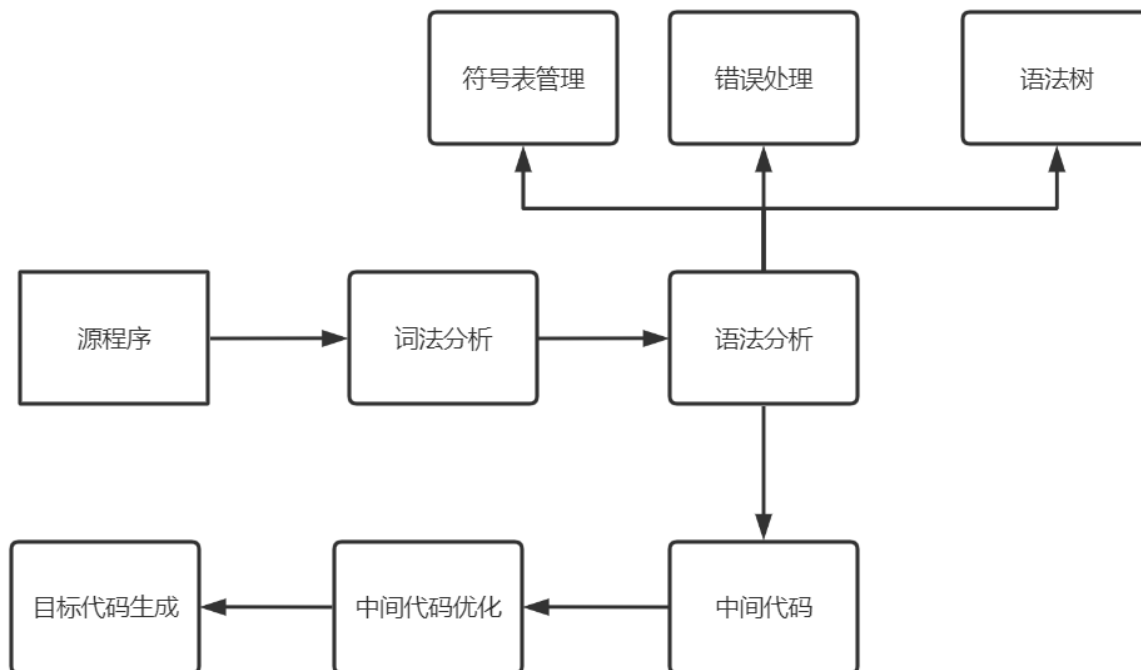 符号表管理
错误处理
语法树
源程序
词法分析
语法分析
目标代码生成
中间代码优化
中间代码